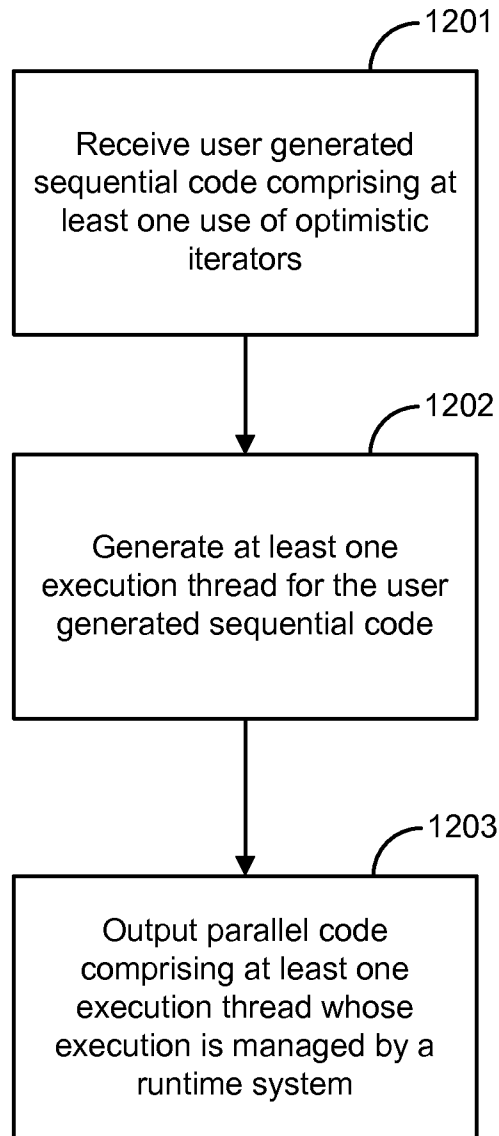 1201
Receive user generated
sequential code comprising at
least one use of optimistic
iterators
1202
Generate at least one
execution thread for the user
generated sequential code
1203
Output parallel code
comprising at least one
execution thread whose
execution is managed by a
runtime system